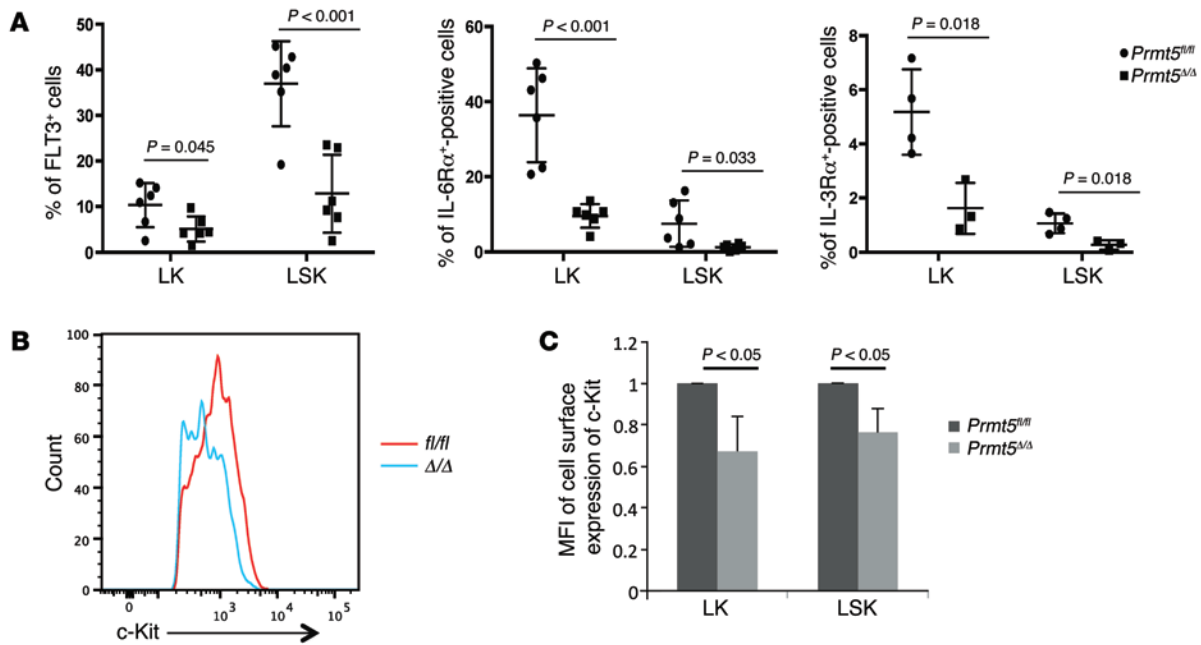 A
% of FLT3⁺ cells
50
40
30
20
10
0
P < 0.001
P = 0.045
LK
LSK
% of IL-6Rα⁺-positive cells
60
40
20
0
P < 0.001
P = 0.033
LK
LSK
%of IL-3Rα⁺-positive cells
8
6
4
2
0
P = 0.018
P = 0.018
LK
LSK
Prmt5fl/fl
Prmt5Δ/Δ
B
Count
100
80
60
40
20
0
0
10³
10⁴
10⁵
c-Kit
fl/fl
Δ/Δ
C
MFI of cell surface
expression of c-Kit
1.2
1
0.8
0.6
0.4
0.2
0
P < 0.05
P < 0.05
LK
LSK
Prmt5fl/fl
Prmt5Δ/Δ